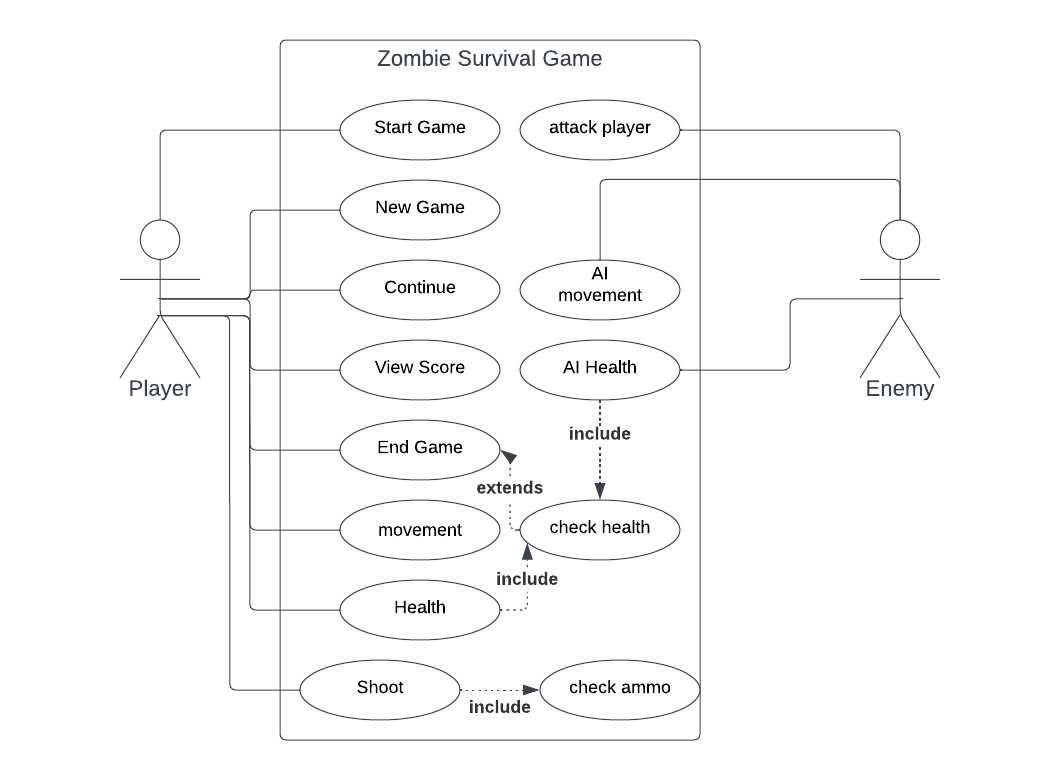 Zombie Survival Game
Start Game
attack player
New Game
Continue
AI
movement
View Score
AI Health
Player
Enemy
include
End Game
extends
movement
check health
include
Health
Shoot
check ammo
include